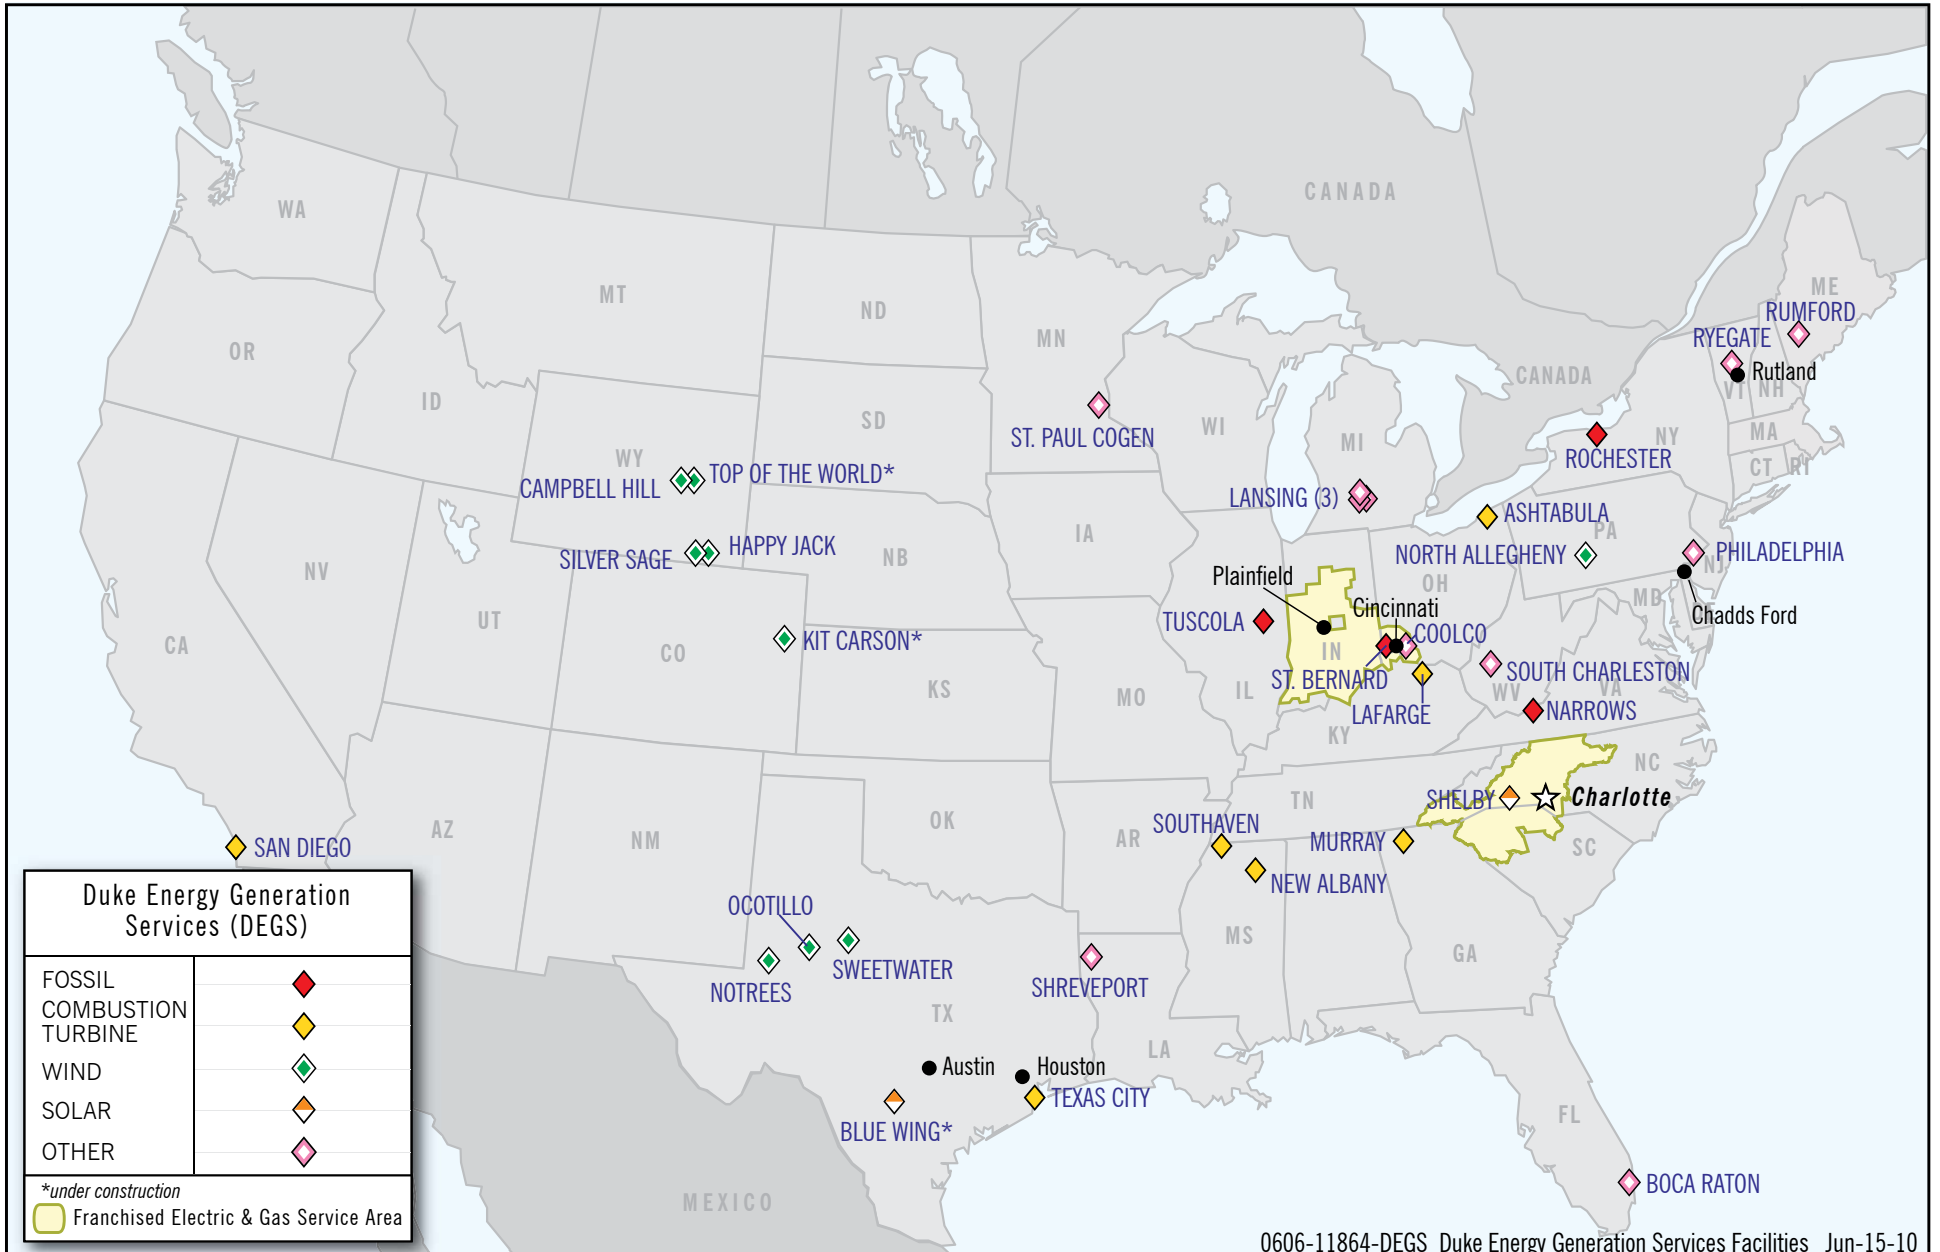 CANADA
WA
MT
ND
MN
ME
RUMFORD
RYEGATE
Rutland
VT
NH
OR
ID
SD
WI
MI
CANADA
NY
MA
CT
RI
ST. PAUL COGEN
ROCHESTER
WY
TOP OF THE WORLD*
CAMPBELL HILL
LANSING (3)
ASHTABULA
PA
IA
SILVER SAGE
HAPPY JACK
NB
NORTH ALLEGHENY
PHILADELPHIA
NJ
NV
UT
Plainfield
OH
MD
Cincinnati
Chadds Ford
TUSCOLA
COOLCO
CA
CO
KIT CARSON*
IN
ST. BERNARD
SOUTH CHARLESTON
KS
MO
IL
WV
VA
LAFARGE
NARROWS
KY
NC
TN
SHELBY
Charlotte
AZ
NM
OK
AR
SOUTHAVEN
MURRAY
SC
SAN DIEGO
NEW ALBANY
OCOTILLO
MS
GA
SWEETWATER
NOTREES
SHREVEPORT
TX
LA
Austin
Houston
TEXAS CITY
BLUE WING*
FL
MEXICO
BOCA RATON
Duke Energy Generation
Services (DEGS)
FOSSIL
COMBUSTION
TURBINE
WIND
SOLAR
OTHER
*under construction
Franchised Electric & Gas Service Area
0606-11864-DEGS Duke Energy Generation Services Facilities Jun-15-10